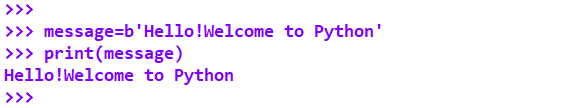 >>>
>>> message=b'Hello!Welcome to Python'
>>> print(message)
Hello!Welcome to Python
>>>